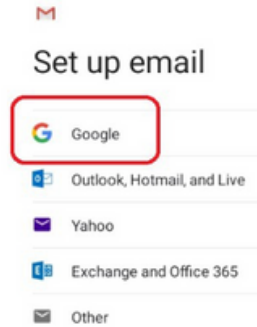 Set up email
Google
Outlook, Hotmail, and Live
Yahoo
Exchange and Office 365
Other